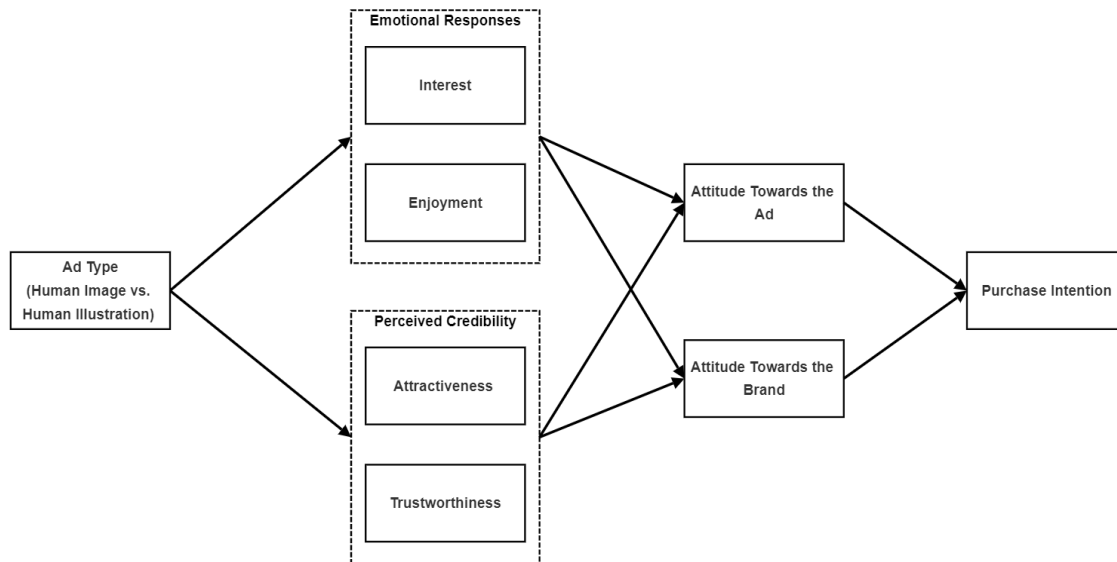 Emotional Responses
Interest
Enjoyment
Ad Type
(Human Image vs.
Human Illustration)
Perceived Credibility
Attractiveness
Trustworthiness
Attitude Towards the
Ad
Attitude Towards the
Brand
Purchase Intention